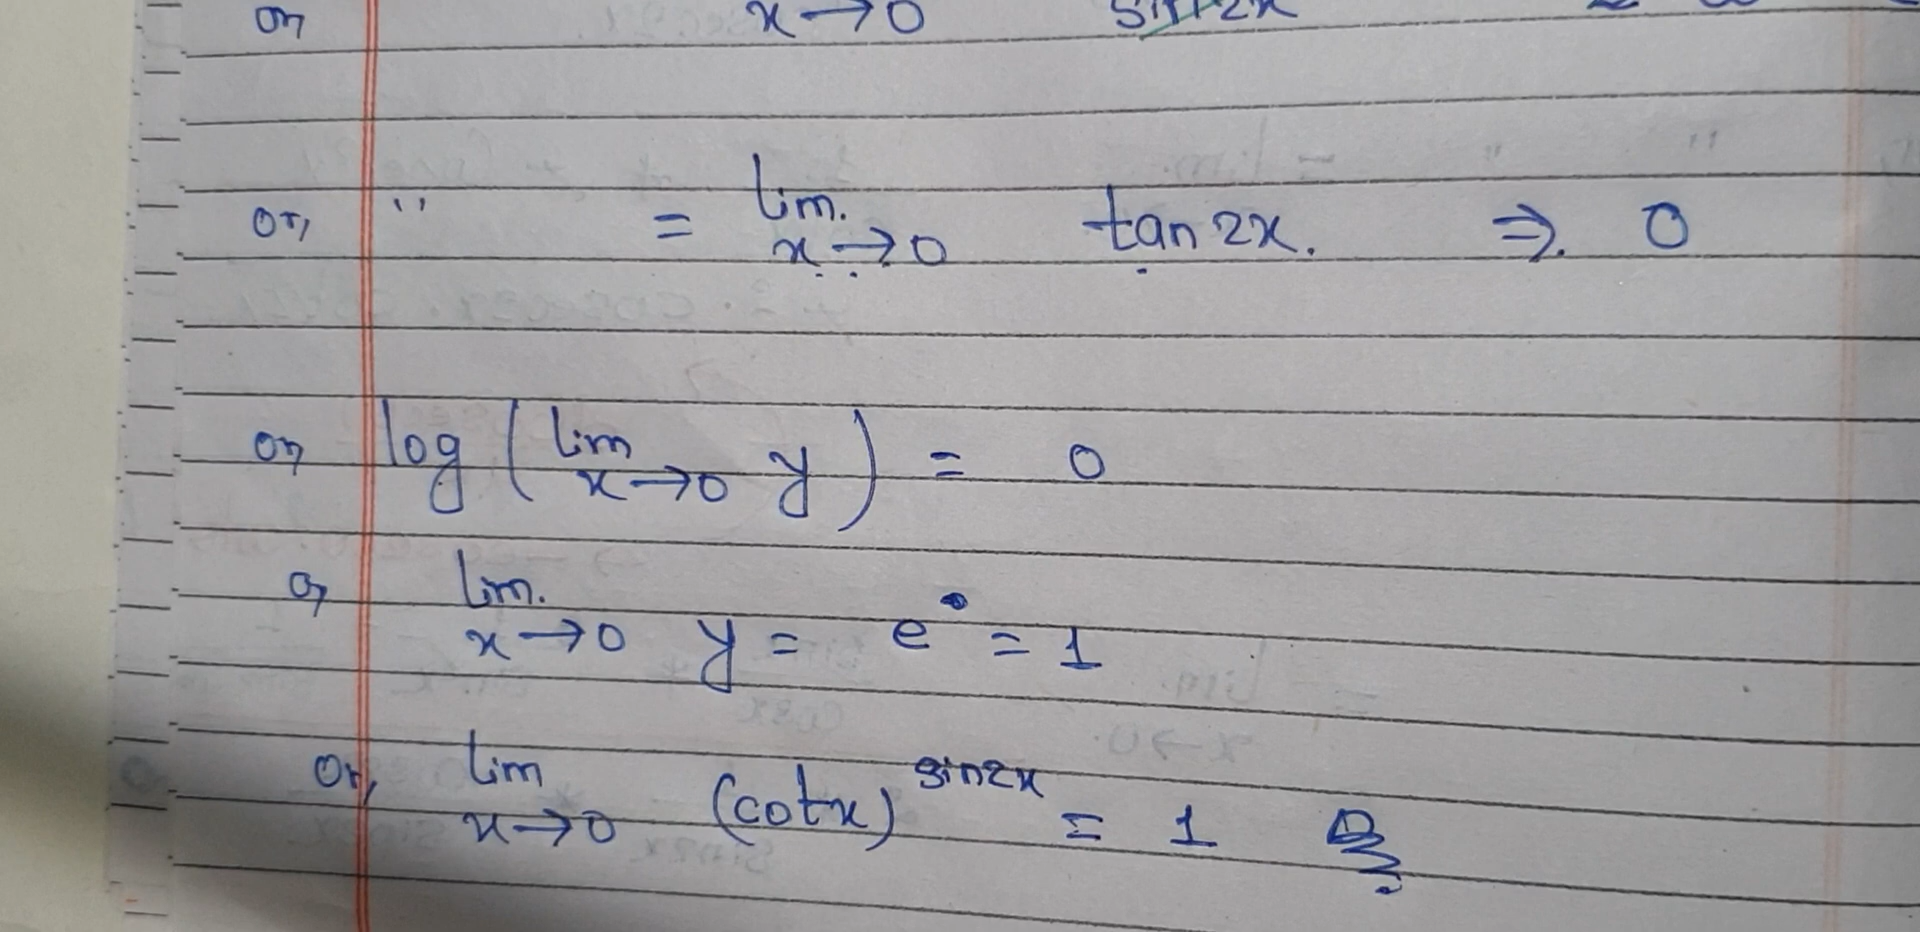 or x→0 sin2x
or, " = lim. x→0 tan 2x. ⇒ 0
or log (lim x→0 y) = 0
or lim. x→0 y = e = 1
or, lim x→0 (cotx)^sin2x = 1